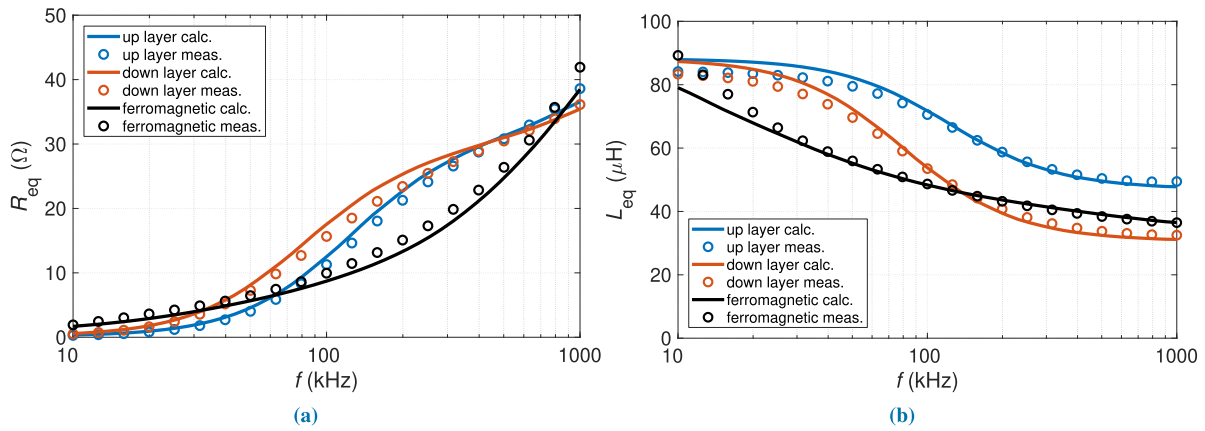 50
40
30
20
10
0
R_eq (Ω)
up layer calc.
up layer meas.
down layer calc.
down layer meas.
ferromagnetic calc.
ferromagnetic meas.
10
100
1000
f (kHz)
(a)
100
80
60
40
20
0
L_eq (μH)
up layer calc.
up layer meas.
down layer calc.
down layer meas.
ferromagnetic calc.
ferromagnetic meas.
10
100
1000
f (kHz)
(b)